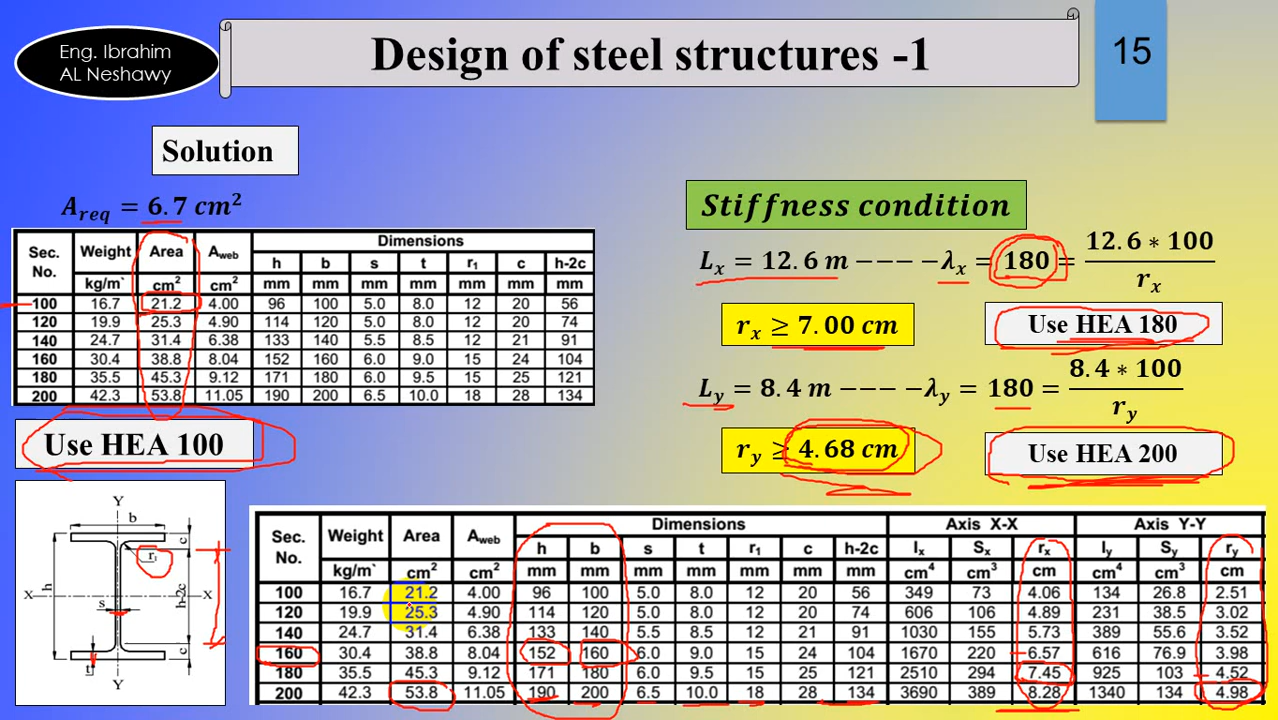 Eng. Ibrahim
AL Neshawy
Design of steel structures -1
15
Solution
A_req = 6.7 cm²
Sec. No. Weight Area A_web Dimensions
h b s t r₁ c h-2c
kg/m` cm² cm² mm mm mm mm mm mm mm
100 16.7 21.2 4.00 96 100 5.0 8.0 12 20 56
120 19.9 25.3 4.90 114 120 5.0 8.0 12 20 74
140 24.7 31.4 6.38 133 140 5.5 8.5 12 21 91
160 30.4 38.8 8.04 152 160 6.0 9.0 15 24 104
180 35.5 45.3 9.12 171 180 6.0 9.5 15 25 121
200 42.3 53.8 11.05 190 200 6.5 10.0 18 28 134
Use HEA 100
Stiffness condition
Lₓ = 12.6 m − − − −λₓ = 180 = 12.6 * 100 / rₓ
rₓ ≥ 7.00 cm
Use HEA 180
L_y = 8.4 m − − − −λ_y = 180 = 8.4 * 100 / r_y
r_y ≥ 4.68 cm
Use HEA 200
Y
b
c
r₁
h
X
s
h-2c
X
t
c
Y
Sec. No. Weight Area A_web Dimensions Axis X-X Axis Y-Y
h b s t r₁ c h-2c Iₓ Sₓ rₓ I_y S_y r_y
kg/m` cm² cm² mm mm mm mm mm mm mm cm⁴ cm³ cm cm⁴ cm³ cm
100 16.7 21.2 4.00 96 100 5.0 8.0 12 20 56 349 73 4.06 134 26.8 2.51
120 19.9 25.3 4.90 114 120 5.0 8.0 12 20 74 606 106 4.89 231 38.5 3.02
140 24.7 31.4 6.38 133 140 5.5 8.5 12 21 91 1030 155 5.73 389 55.6 3.52
160 30.4 38.8 8.04 152 160 6.0 9.0 15 24 104 1670 220 6.57 616 76.9 3.98
180 35.5 45.3 9.12 171 180 6.0 9.5 15 25 121 2510 294 7.45 925 103 4.52
200 42.3 53.8 11.05 190 200 6.5 10.0 18 28 134 3690 389 8.28 1340 134 4.98